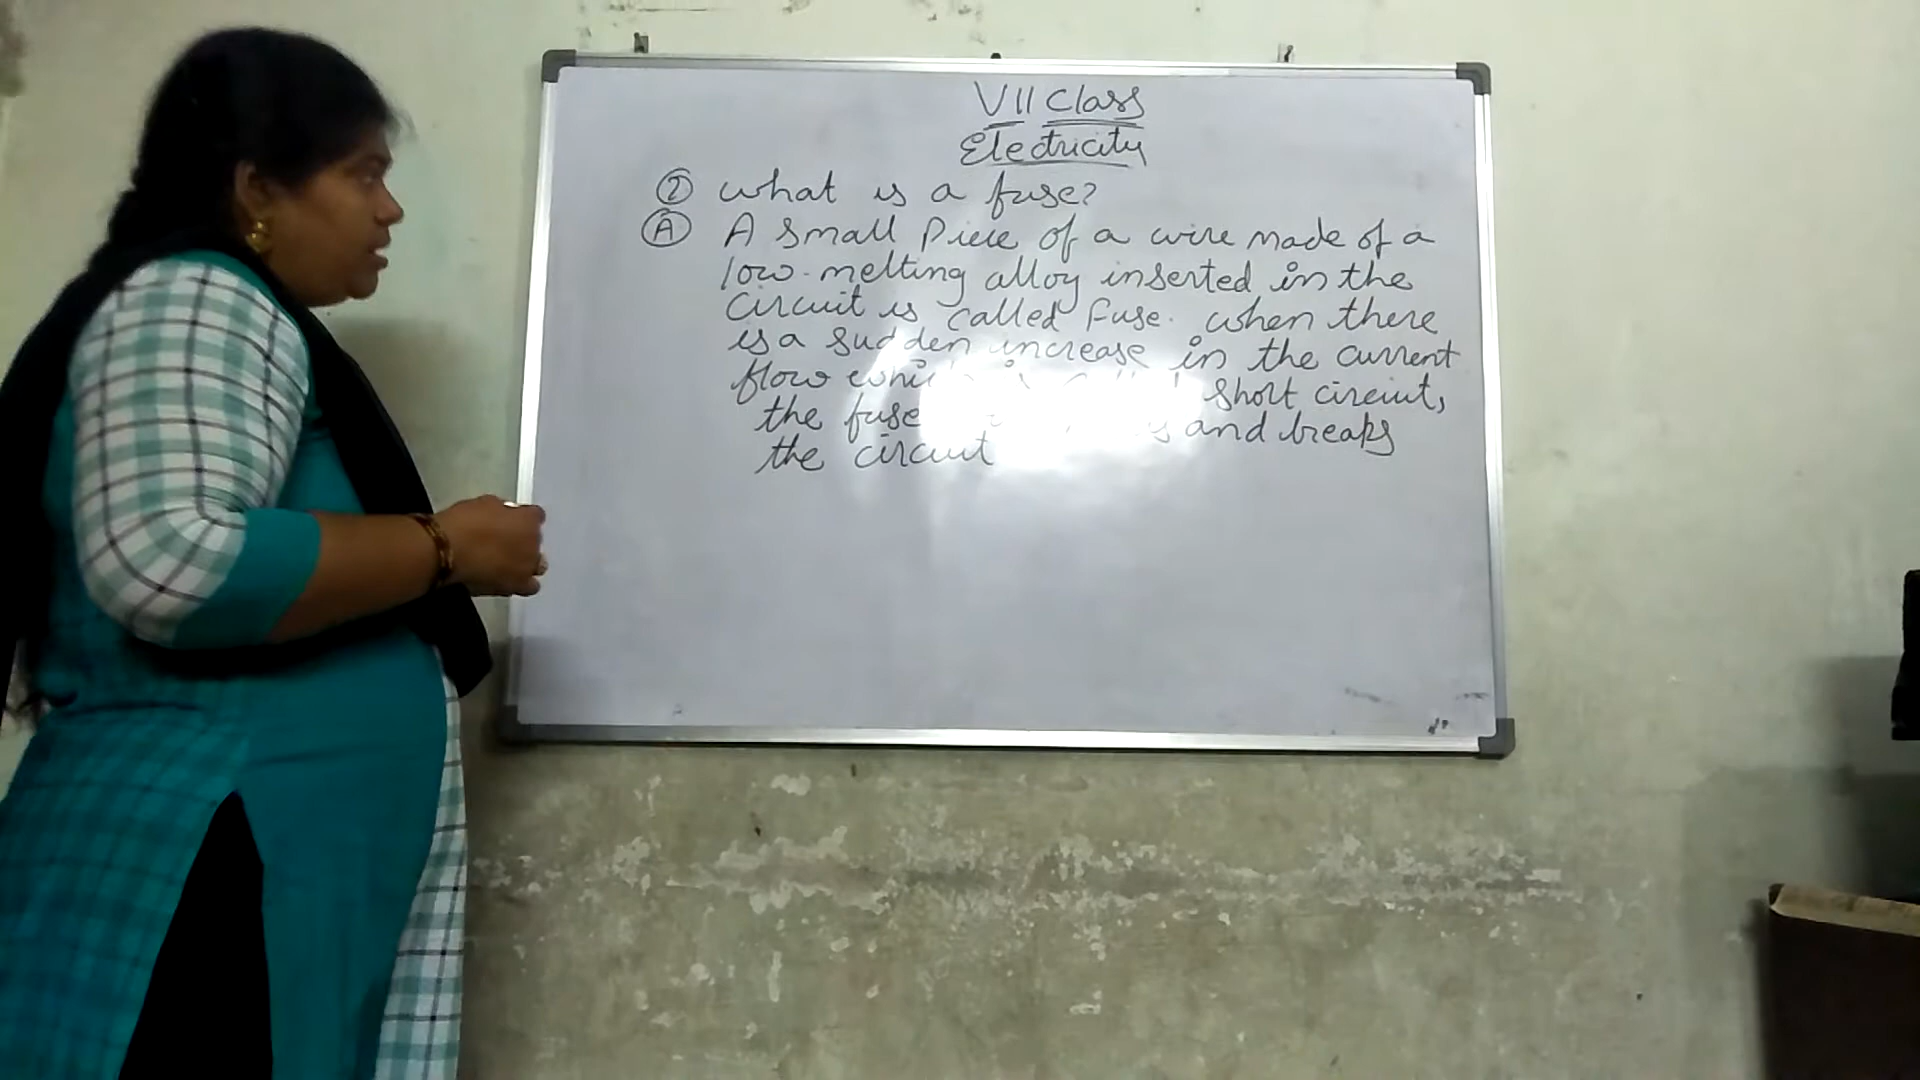 VII Class
Electricity
② what is a fuse?
Ⓐ A small Piece of a wire made of a
low-melting alloy inserted in the
circuit is called fuse. when there
is a sudden increase in the current
flow short circuit,
the fuse and breaks
the circuit